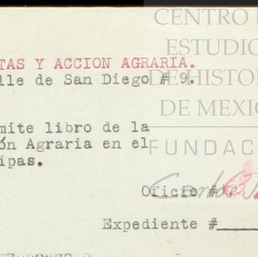 CENTRO
ESTUDIO
DE HISTOR
DE MEXIC
FUNDAC
TAS Y ACCION AGRARIA.
lle de San Diego # 9.
mite libro de la
ón Agraria en el
ipas.
Oficio #
Expediente #